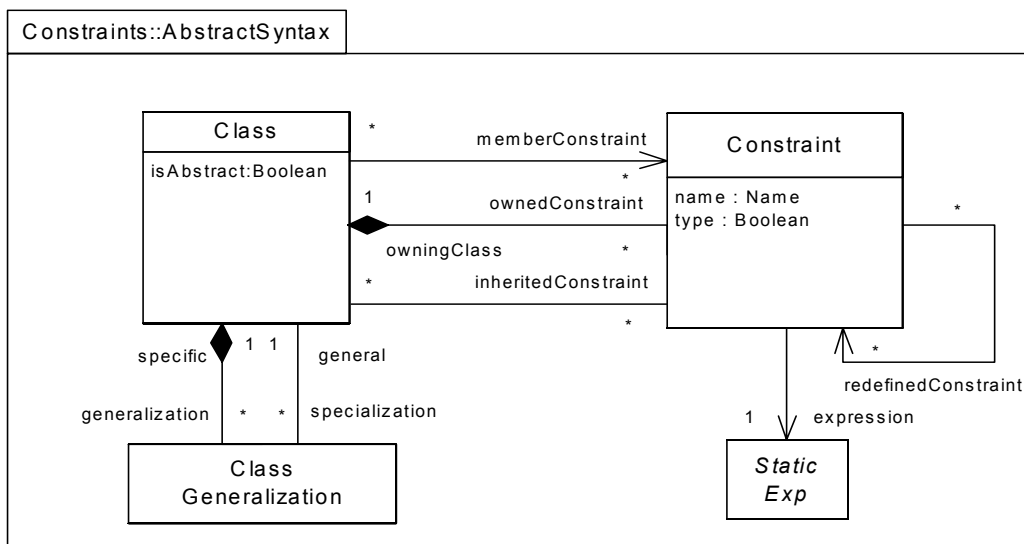 Constraints::AbstractSyntax
Class
isAbstract:Boolean
*
memberConstraint
*
1
ownedConstraint
owningClass
*
*
inheritedConstraint
*
Constraint
name : Name
type : Boolean
*
*
redefinedConstraint
specific
1
1
general
generalization
*
*
specialization
1
expression
Class
Generalization
Static
Exp